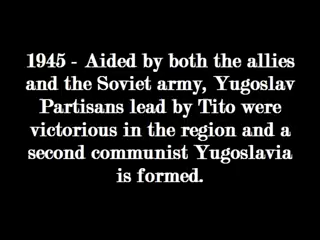 1945 - Aided by both the allies
and the Soviet army, Yugoslav
Partisans lead by Tito were
victorious in the region and a
second communist Yugoslavia
is formed.